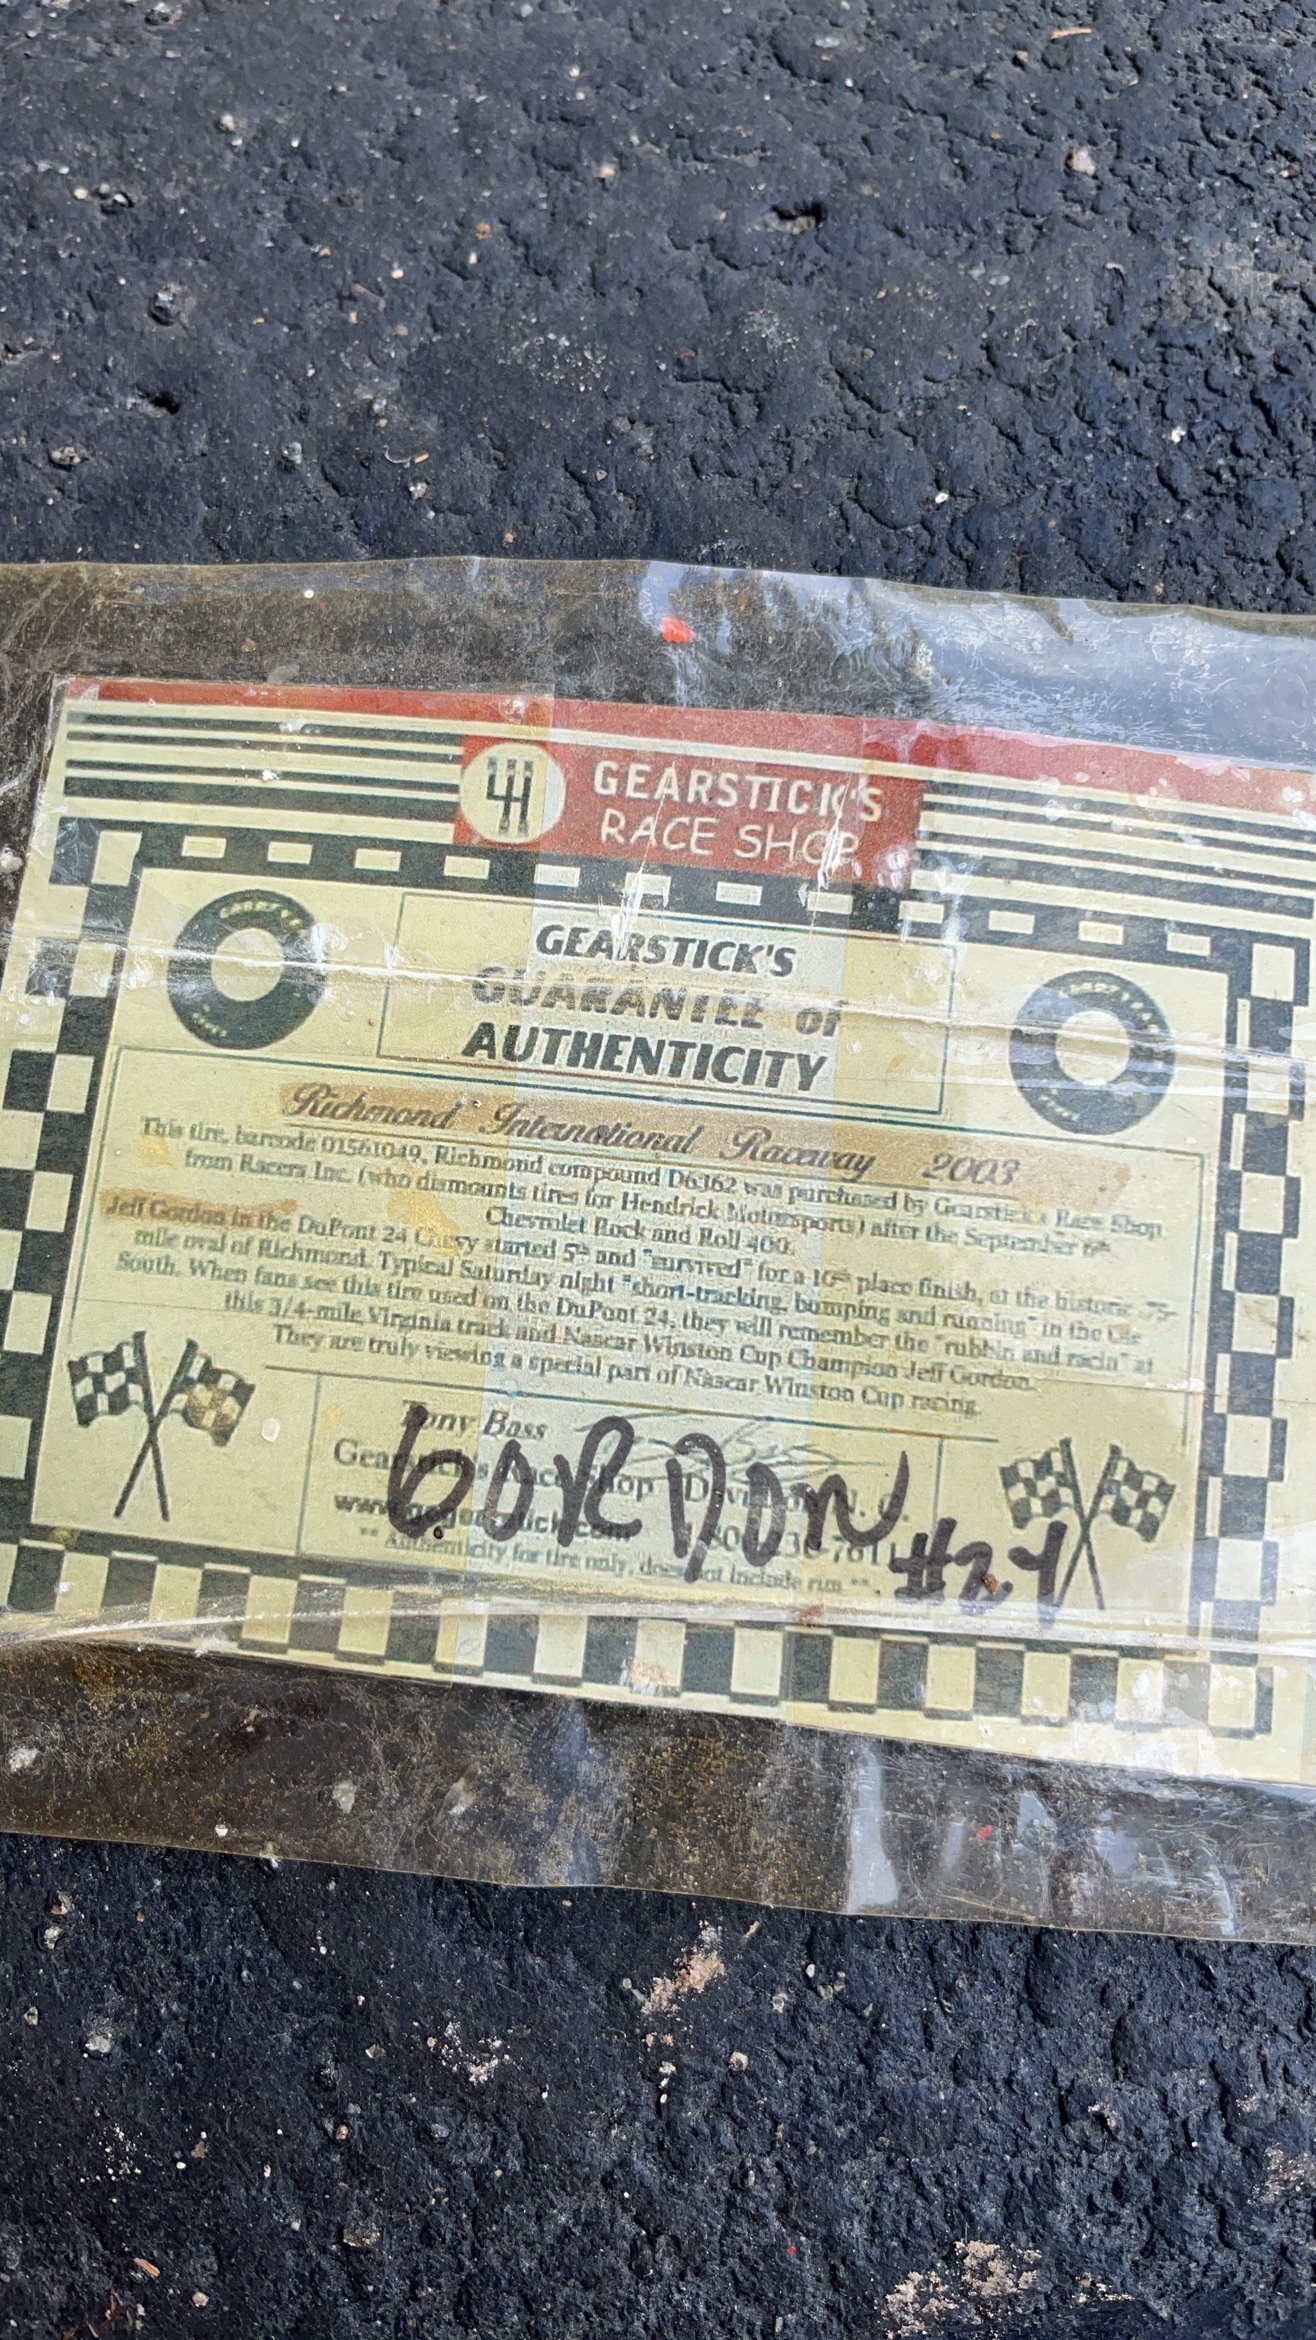 GEARSTICK'S
RACE SHOP
GEARSTICK'S
GUARANTEE of
AUTHENTICITY
Richmond International Raceway 2003
This tire, barcode 01561049, Richmond compound D6362 was purchased by Gearstick's Race Shop
from Racers Inc. (who dismounts tires for Hendrick Motorsports) after the September 6th
Chevrolet Rock and Roll 400.
Jeff Gordon in the DuPont 24 Chevy started 5th and "survived" for a 10th place finish, at the historic .75-
mile oval of Richmond. Typical Saturday night "short-tracking, bumping and running" in the Ole
South. When fans see this tire used on the DuPont 24, they will remember the "rubbin and racin" at
this 3/4-mile Virginia track and Nascar Winston Cup Champion Jeff Gordon.
They are truly viewing a special part of Nascar Winston Cup racing.
Tony Bass
Gearstick's Race Shop
GORDON
#24
** Authenticity for tire only, does not include rim **